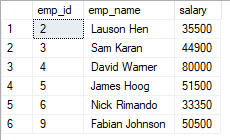 emp_id emp_name salary
1 2 Lauson Hen 35500
2 3 Sam Karan 44900
3 4 David Warner 80000
4 5 James Hoog 51500
5 6 Nick Rimando 33350
6 9 Fabian Johnson 50500